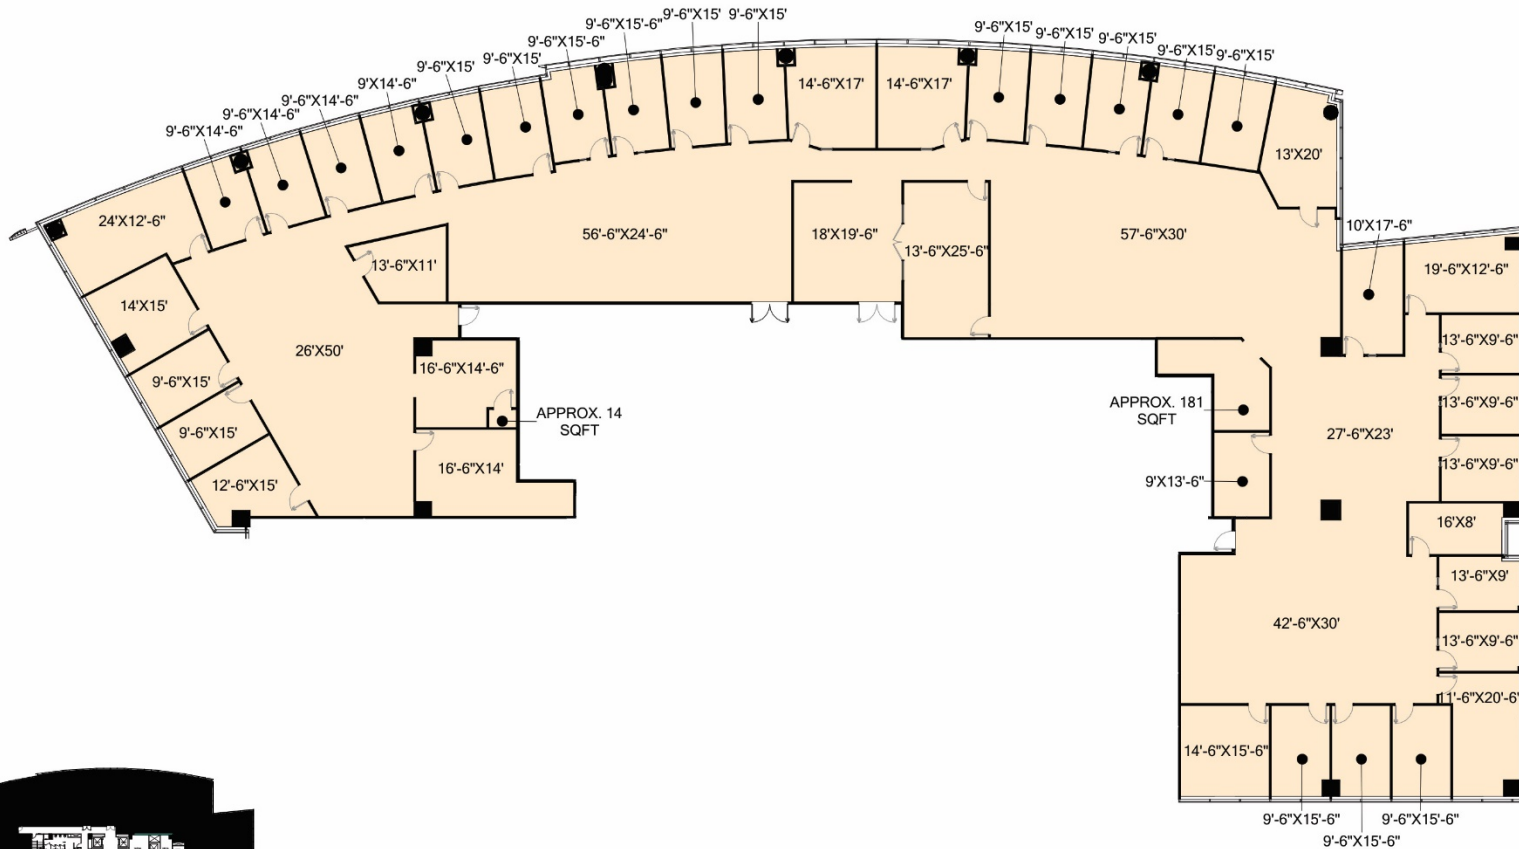 9'-6"X15'-6"
9'-6"X15'
9'-6"X15'
9'-6"X15'
9'-6"X15'
9'-6"X15'
9'-6"X15'
9'-6"X15'
9'-6"X15'-6"
9'-6"X15'
9'-6"X15'
9'X14'-6"
9'-6"X14'-6"
9'-6"X14'-6"
9'-6"X14'-6"
14'-6"X17'
14'-6"X17'
13'X20'
24'X12'-6"
56'-6"X24'-6"
18'X19'-6"
13'-6"X25'-6"
57'-6"X30'
10'X17'-6"
13'-6"X11'
19'-6"X12'-6"
14'X15'
26'X50'
13'-6"X9'-6"
16'-6"X14'-6"
9'-6"X15'
13'-6"X9'-6"
APPROX. 14
SQFT
APPROX. 181
SQFT
9'-6"X15'
27'-6"X23'
13'-6"X9'-6"
16'-6"X14'
12'-6"X15'
9'X13'-6"
16'X8'
13'-6"X9'
42'-6"X30'
13'-6"X9'-6"
11'-6"X20'-6"
14'-6"X15'-6"
9'-6"X15'-6"
9'-6"X15'-6"
9'-6"X15'-6"